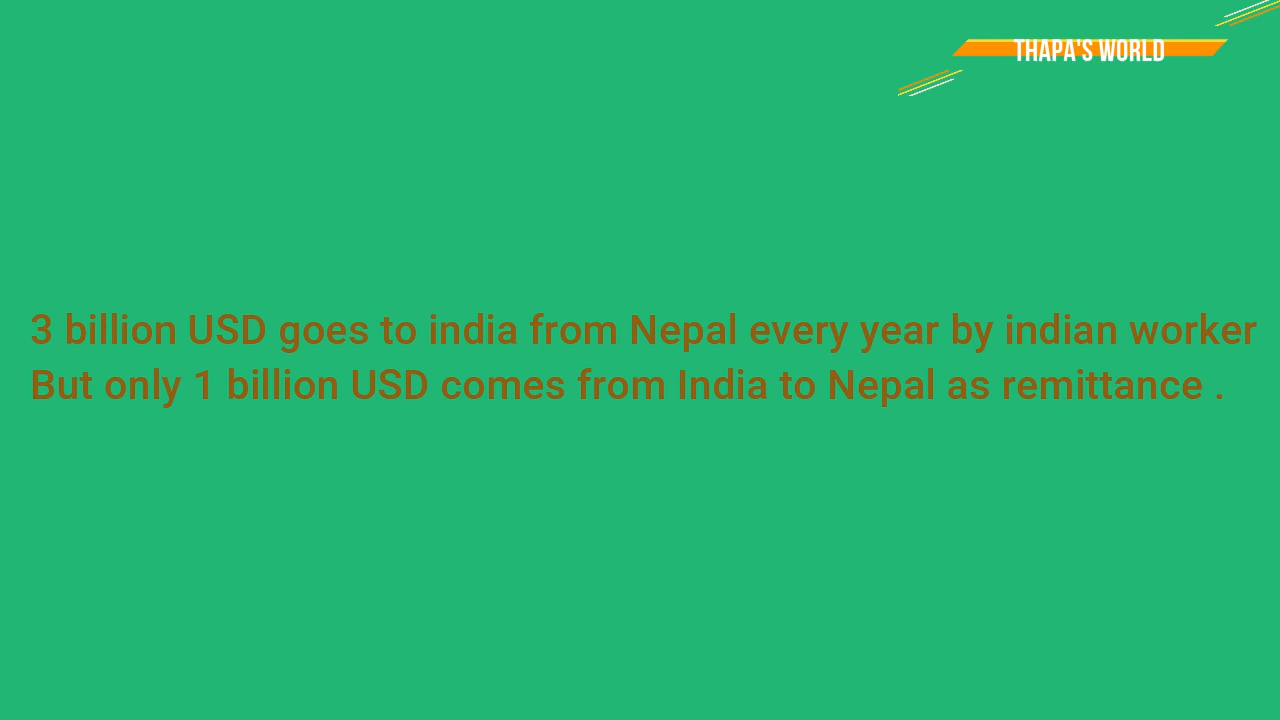 THAPA'S WORLD
3 billion USD goes to india from Nepal every year by indian worker
But only 1 billion USD comes from India to Nepal as remittance .